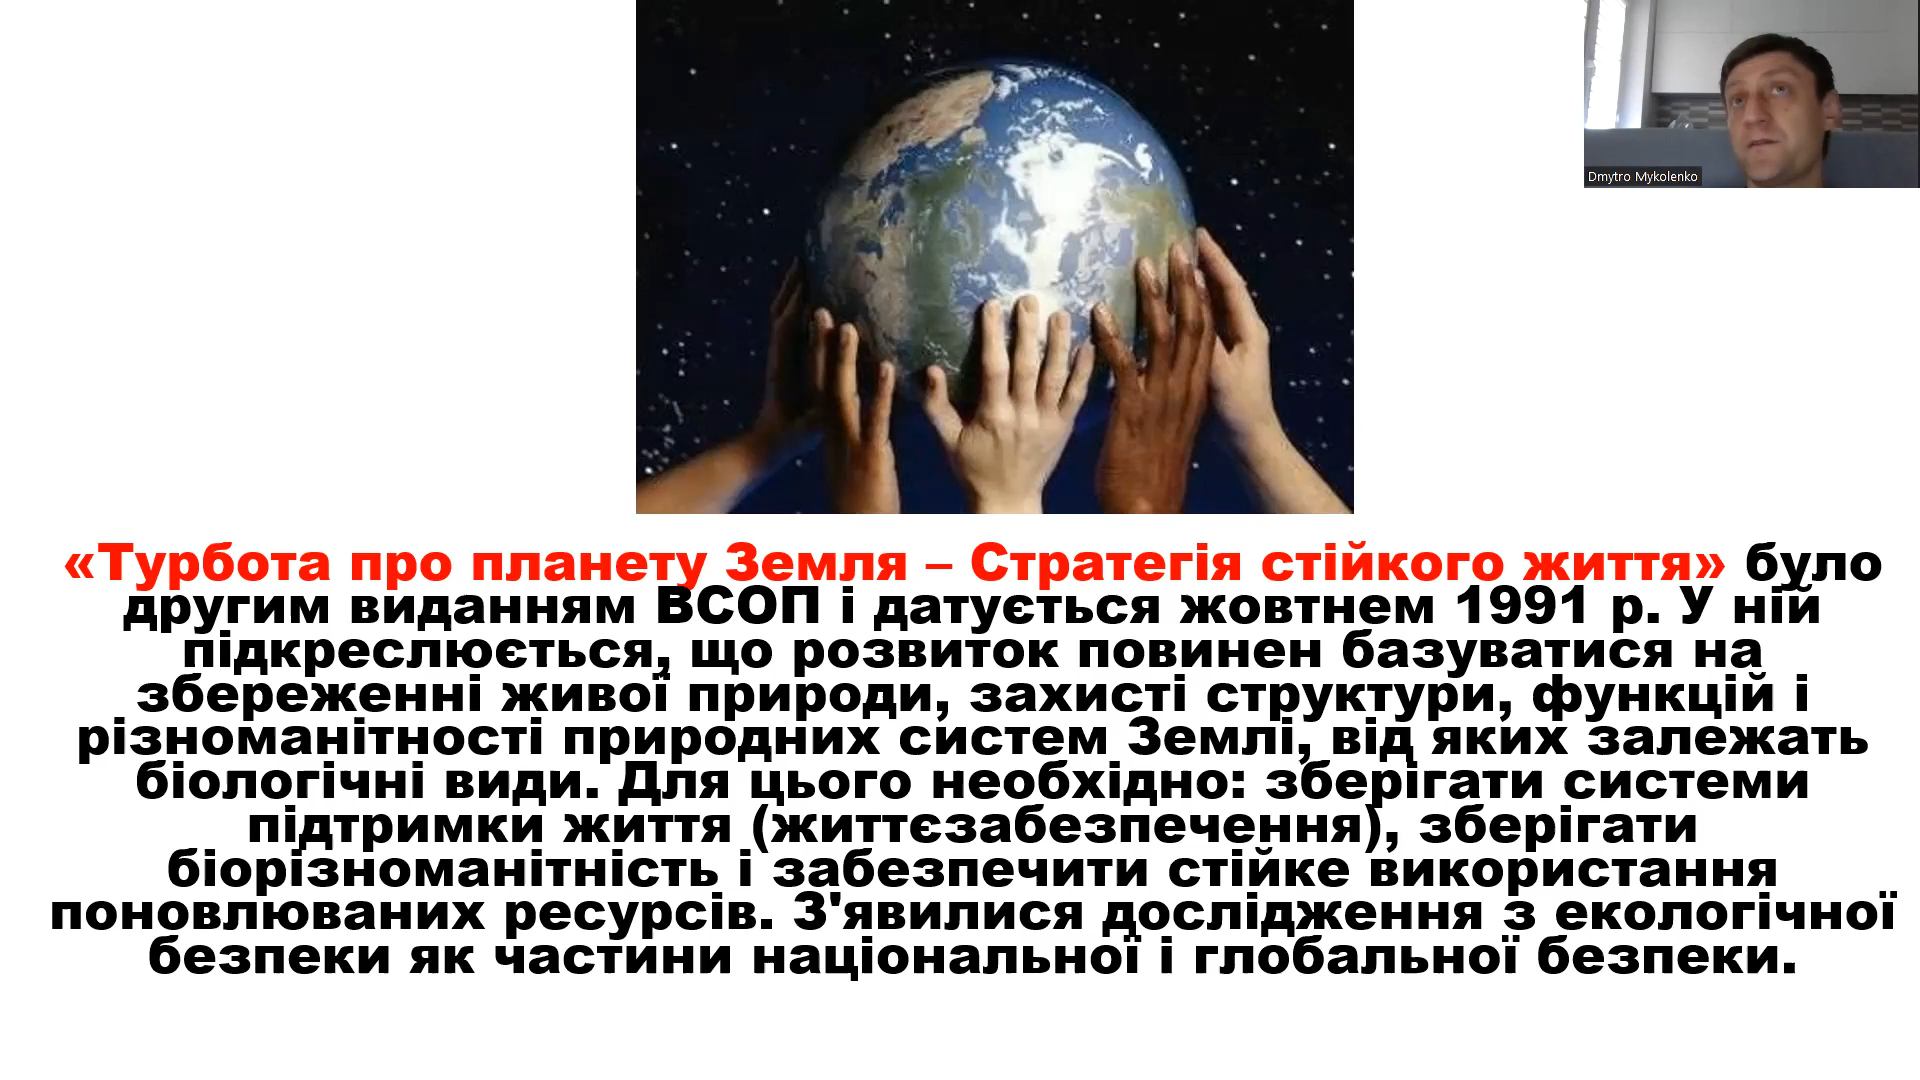 Dmytro Mykolenko
«Турбота про планету Земля – Стратегія стійкого життя» було
другим виданням ВСОП і датується жовтнем 1991 р. У ній
підкреслюється, що розвиток повинен базуватися на
збереженні живої природи, захисті структури, функцій і
різноманітності природних систем Землі, від яких залежать
біологічні види. Для цього необхідно: зберігати системи
підтримки життя (життєзабезпечення), зберігати
біорізноманітність і забезпечити стійке використання
поновлюваних ресурсів. З'явилися дослідження з екологічної
безпеки як частини національної і глобальної безпеки.